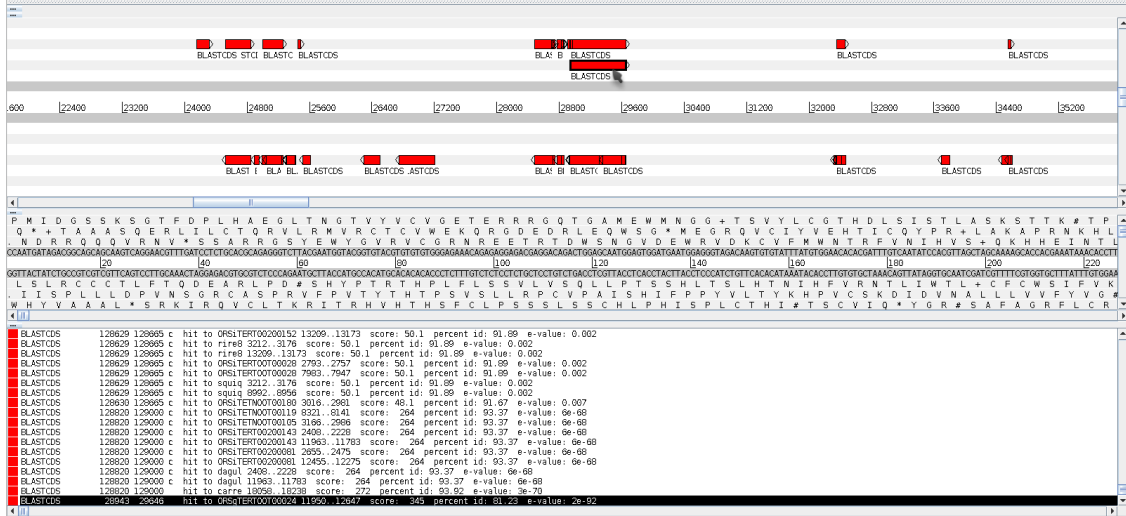 BLASTCDS STCI BLASTC BLASTCDS BLAS B BLASTCDS BLASTCDS BLASTCDS
BLASTCDS
600 22400 23200 24000 24800 25600 26400 27200 28000 28800 29600 30400 31200 32000 32800 33600 34400 35200
BLAST BLA BL. BLASTCDS BLASTCDS .ASTCDS BLAS BLASTC BLASTCDS BLASTCDS BLASTCDS BLASTCDS
P M I D G S S K S G T F D P L H A E G L T N G T V Y V C V G E T E R R R G Q T G A M E W M N G G + T S V Y L C G T H D L S I S T L A S K S T T K # T P
Q * + T A A A S Q E R L I L C T Q R V L R M V R C T C V W E K Q R G D E D R L E Q W S G * M E G R Q V C I Y V E H T I C Q Y P R + L A K A P R K N K H
. N D R R Q Q Q V R N V * S S A R R G S Y E W Y G V R V C G R N R E E T R T D W S N G V D E W R V D K C V F M W N T R F V N I H V S + Q K H H E I N T L
20 40 60 80 100 120 140 160 180 200 220
BLASTCDS 128629 128665 c hit to ORSiTERT00200152 13209..13173 score: 50.1 percent id: 91.89 e-value: 0.002
BLASTCDS 128629 128665 c hit to rire8 3212..3176 score: 50.1 percent id: 91.89 e-value: 0.002
BLASTCDS 128629 128665 c hit to rire8 13209..13173 score: 50.1 percent id: 91.89 e-value: 0.002
BLASTCDS 128629 128665 c hit to ORSiTERT00200028 2793..2757 score: 50.1 percent id: 91.89 e-value: 0.002
BLASTCDS 128629 128665 c hit to ORSiTERT00200028 7983..7947 score: 50.1 percent id: 91.89 e-value: 0.002
BLASTCDS 128629 128665 c hit to squiq 3212..3176 score: 50.1 percent id: 91.89 e-value: 0.002
BLASTCDS 128629 128665 c hit to squiq 8992..8956 score: 50.1 percent id: 91.89 e-value: 0.002
BLASTCDS 128630 128665 c hit to ORSiTETNOOT00180 3016..2981 score: 48.1 percent id: 91.67 e-value: 0.007
BLASTCDS 128820 129000 c hit to ORSiTETNOOT00119 8321..8141 score: 264 percent id: 93.37 e-value: 6e-68
BLASTCDS 128820 129000 c hit to ORSiTETNOOT00105 3166..2986 score: 264 percent id: 93.37 e-value: 6e-68
BLASTCDS 128820 129000 c hit to ORSiTERT00200143 2408..2228 score: 264 percent id: 93.37 e-value: 6e-68
BLASTCDS 128820 129000 c hit to ORSiTERT00200143 11963..11783 score: 264 percent id: 93.37 e-value: 6e-68
BLASTCDS 128820 129000 c hit to ORSiTERT00200081 2655..2475 score: 264 percent id: 93.37 e-value: 6e-68
BLASTCDS 128820 129000 c hit to ORSiTERT00200081 12455..12275 score: 264 percent id: 93.37 e-value: 6e-68
BLASTCDS 128820 129000 c hit to dagul 2408..2228 score: 264 percent id: 93.37 e-value: 6e-68
BLASTCDS 128820 129000 c hit to dagul 11963..11783 score: 264 percent id: 93.37 e-value: 6e-68
BLASTCDS 128820 129000 hit to carre 18058..18238 score: 272 percent id: 93.92 e-value: 3e-70
BLASTCDS 28943 29646 hit to ORSgTERT00200024 11950..12647 score: 345 percent id: 81.23 e-value: 2e-92